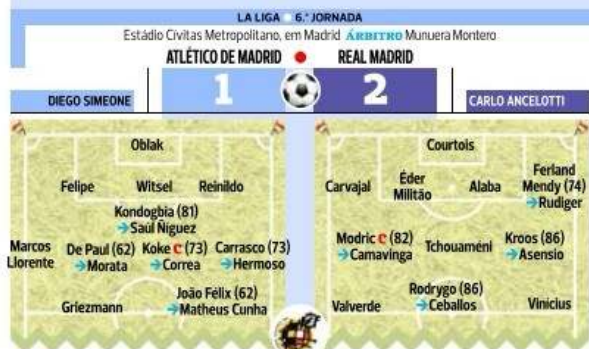 LA LIGA 6.ª JORNADA
Estádio Cívitas Metropolitano, em Madrid ÁRBITRO Munuera Montero
ATLÉTICO DE MADRID REAL MADRID
1 2
DIEGO SIMEONE CARLO ANCELOTTI
Oblak
Felipe Witsel Reinildo
Kondogbia (81)
→Saúl Ñíguez
Marcos
Llorente
De Paul (62)
→Morata
Koke C (73)
→Correa
Carrasco (73)
→Hermoso
Griezmann
João Félix (62)
→Matheus Cunha
Courtois
Carvajal
Éder
Militão
Alaba
Ferland
Mendy (74)
→Rudiger
Modric C (82)
→Camavinga
Tchouaméni
Kroos (86)
→Asensio
Valverde
Rodrygo (86)
→Ceballos
Vinícius